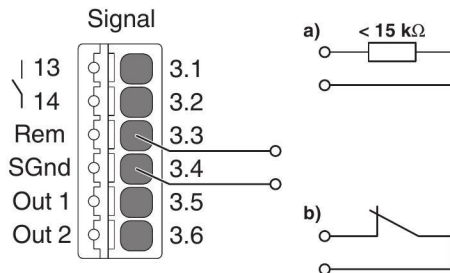 Signal
13 3.1
14 3.2
Rem 3.3
SGnd 3.4
Out 1 3.5
Out 2 3.6
a) < 15 kΩ
b)